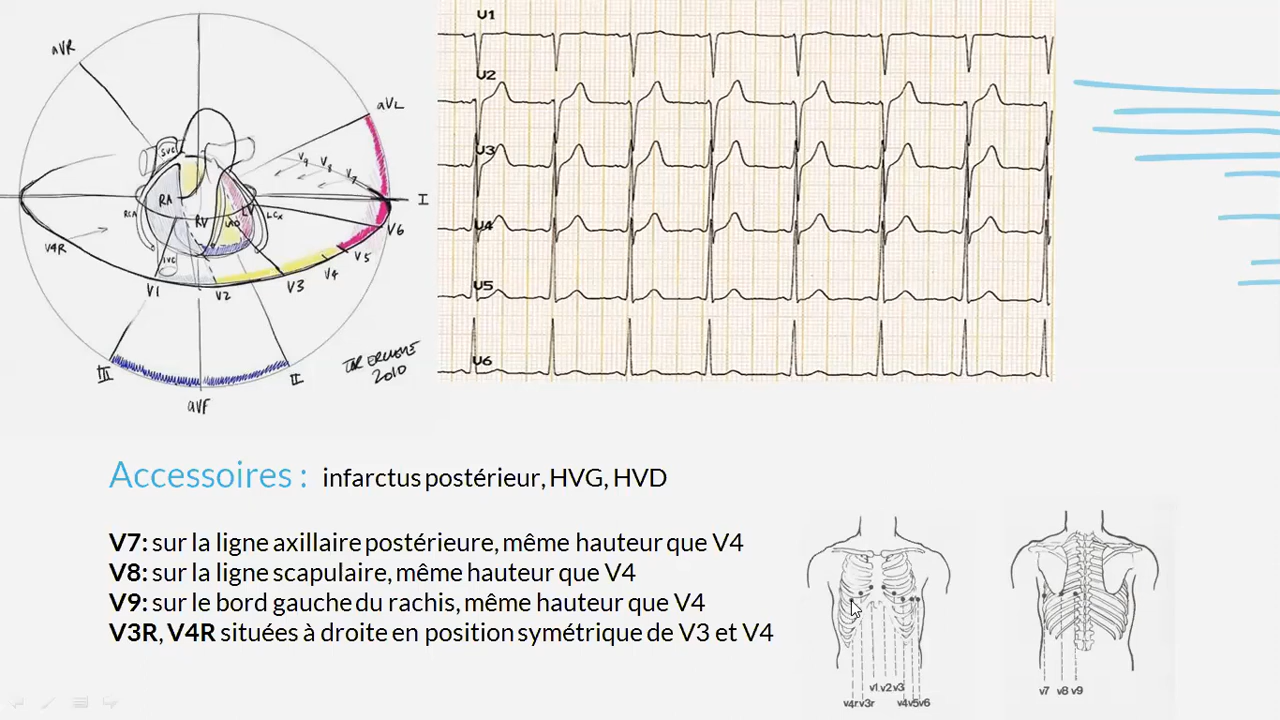 aVR
aVL
SVC
V9
V8
V7
RA
I
RCA
RV
LAD
LV
LCx
V6
V4R
IVC
V5
V4
V1
V2
V3
III
II
aVF
2010
V1
V2
V3
V4
V5
V6
Accessoires : infarctus postérieur, HVG, HVD
V7: sur la ligne axillaire postérieure, même hauteur que V4
V8: sur la ligne scapulaire, même hauteur que V4
V9: sur le bord gauche du rachis, même hauteur que V4
V3R, V4R situées à droite en position symétrique de V3 et V4
v1 v2 v3
v4r v3r v4 v5 v6
v7 v8 v9